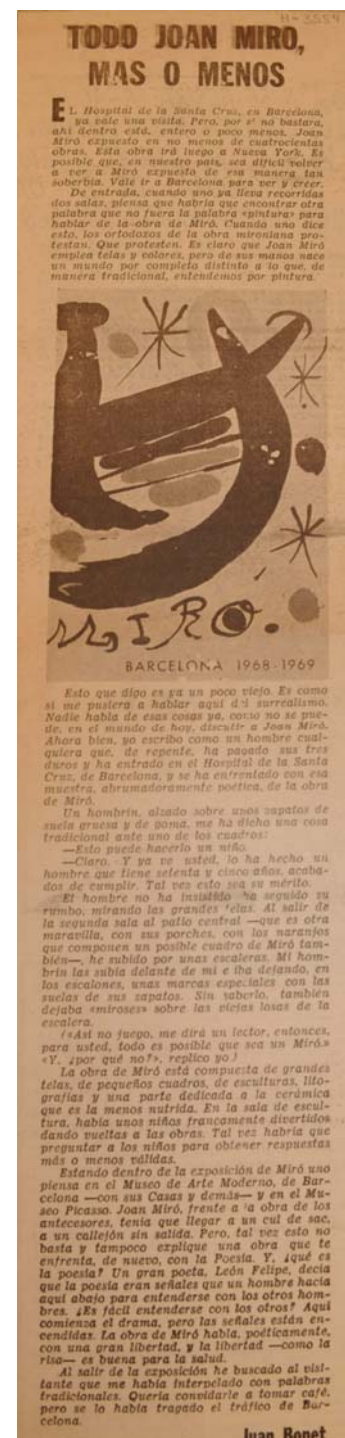 H-3554
TODO JOAN MIRO,
MAS O MENOS
EL Hospital de la Santa Cruz, en Barcelona,
ya vale una visita. Pero, por si no bastara,
ahí dentro está, entero o poco menos, Joan
Miró expuesto en no menos de cuatrocientas
obras. Esta obra irá luego a Nueva York. Es
posible que, en nuestro país, sea difícil volver
a ver a Miró expuesto de esa manera tan
soberbia. Vale ir a Barcelona para ver y creer.
De entrada, cuando uno ya lleva recorridas
dos salas, piensa que habría que encontrar otra
palabra que no fuera la palabra «pintura» para
hablar de la obra de Miró. Cuando uno dice
esto, los ortodoxos de la obra mironiana pro-
testan. Que protesten. Es claro que Joan Miró
emplea telas y colores, pero de sus manos nace
un mundo por completo distinto a lo que, de
manera tradicional, entendemos por pintura.
MIRO.
BARCELONA 1968-1969
Esto que digo es ya un poco viejo. Es como
si me pusiera a hablar aquí del surrealismo.
Nadie habla de esas cosas ya, como no se pue-
de, en el mundo de hoy, discutir a Joan Miró.
Ahora bien, yo escribo como un hombre cual-
quiera que, de repente, ha pagado sus tres
duros y ha entrado en el Hospital de la Santa
Cruz, de Barcelona, y se ha enfrentado con esa
muestra, abrumadoramente poética, de la obra
de Miró.
Un hombrín, alzado sobre unos zapatos de
suela gruesa y de goma, me ha dicho una cosa
tradicional ante uno de los cuadros:
—Esto puede hacerlo un niño.
—Claro. Y ya ve usted, lo ha hecho un
hombre que tiene setenta y cinco años, acaba-
dos de cumplir. Tal vez esto sea su mérito.
El hombre no ha insistido ha seguido su
rumbo, mirando las grandes telas. Al salir de
la segunda sala al patio central —que es otra
maravilla, con sus porches, con los naranjos
que componen un posible cuadro de Miró tam-
bién—, he subido por unas escaleras. Mi hom-
brín las subía delante de mí e iba dejando, en
los escalones, unas marcas especiales con las
suelas de sus zapatos. Sin saberlo, también
dejaba «miroses» sobre las viejas losas de la
escalera.
(«Así no juego, me dirá un lector, entonces,
para usted, todo es posible que sea un Miró.»
«Y, ¿por qué no?», replico yo.)
La obra de Miró está compuesta de grandes
telas, de pequeños cuadros, de esculturas, lito-
grafías y una parte dedicada a la cerámica
que es la menos nutrida. En la sala de escul-
tura, había unos niños francamente divertidos
dando vueltas a las obras. Tal vez habría que
preguntar a los niños para obtener respuestas
más o menos válidas.
Estando dentro de la exposición de Miró uno
piensa en el Museo de Arte Moderno, de Bar-
celona —con sus Casas y demás— y en el Mu-
seo Picasso. Joan Miró, frente a la obra de los
antecesores, tenía que llegar a un cul de sac,
a un callejón sin salida. Pero, tal vez esto no
basta y tampoco explique una obra que te
enfrenta, de nuevo, con la Poesía. Y, ¿qué es
la poesía? Un gran poeta, León Felipe, decía
que la poesía eran señales que un hombre hacía
aquí abajo para entenderse con los otros hom-
bres. ¿Es fácil entenderse con los otros? Aquí
comienza el drama, pero las señales están en-
cendidas. La obra de Miró habla, poéticamente,
con una gran libertad, y la libertad —como la
risa— es buena para la salud.
Al salir de la exposición he buscado al visi-
tante que me había interpelado con palabras
tradicionales. Quería convidarle a tomar café,
pero se lo había tragado el tráfico de Bar-
celona.
Juan Bonet